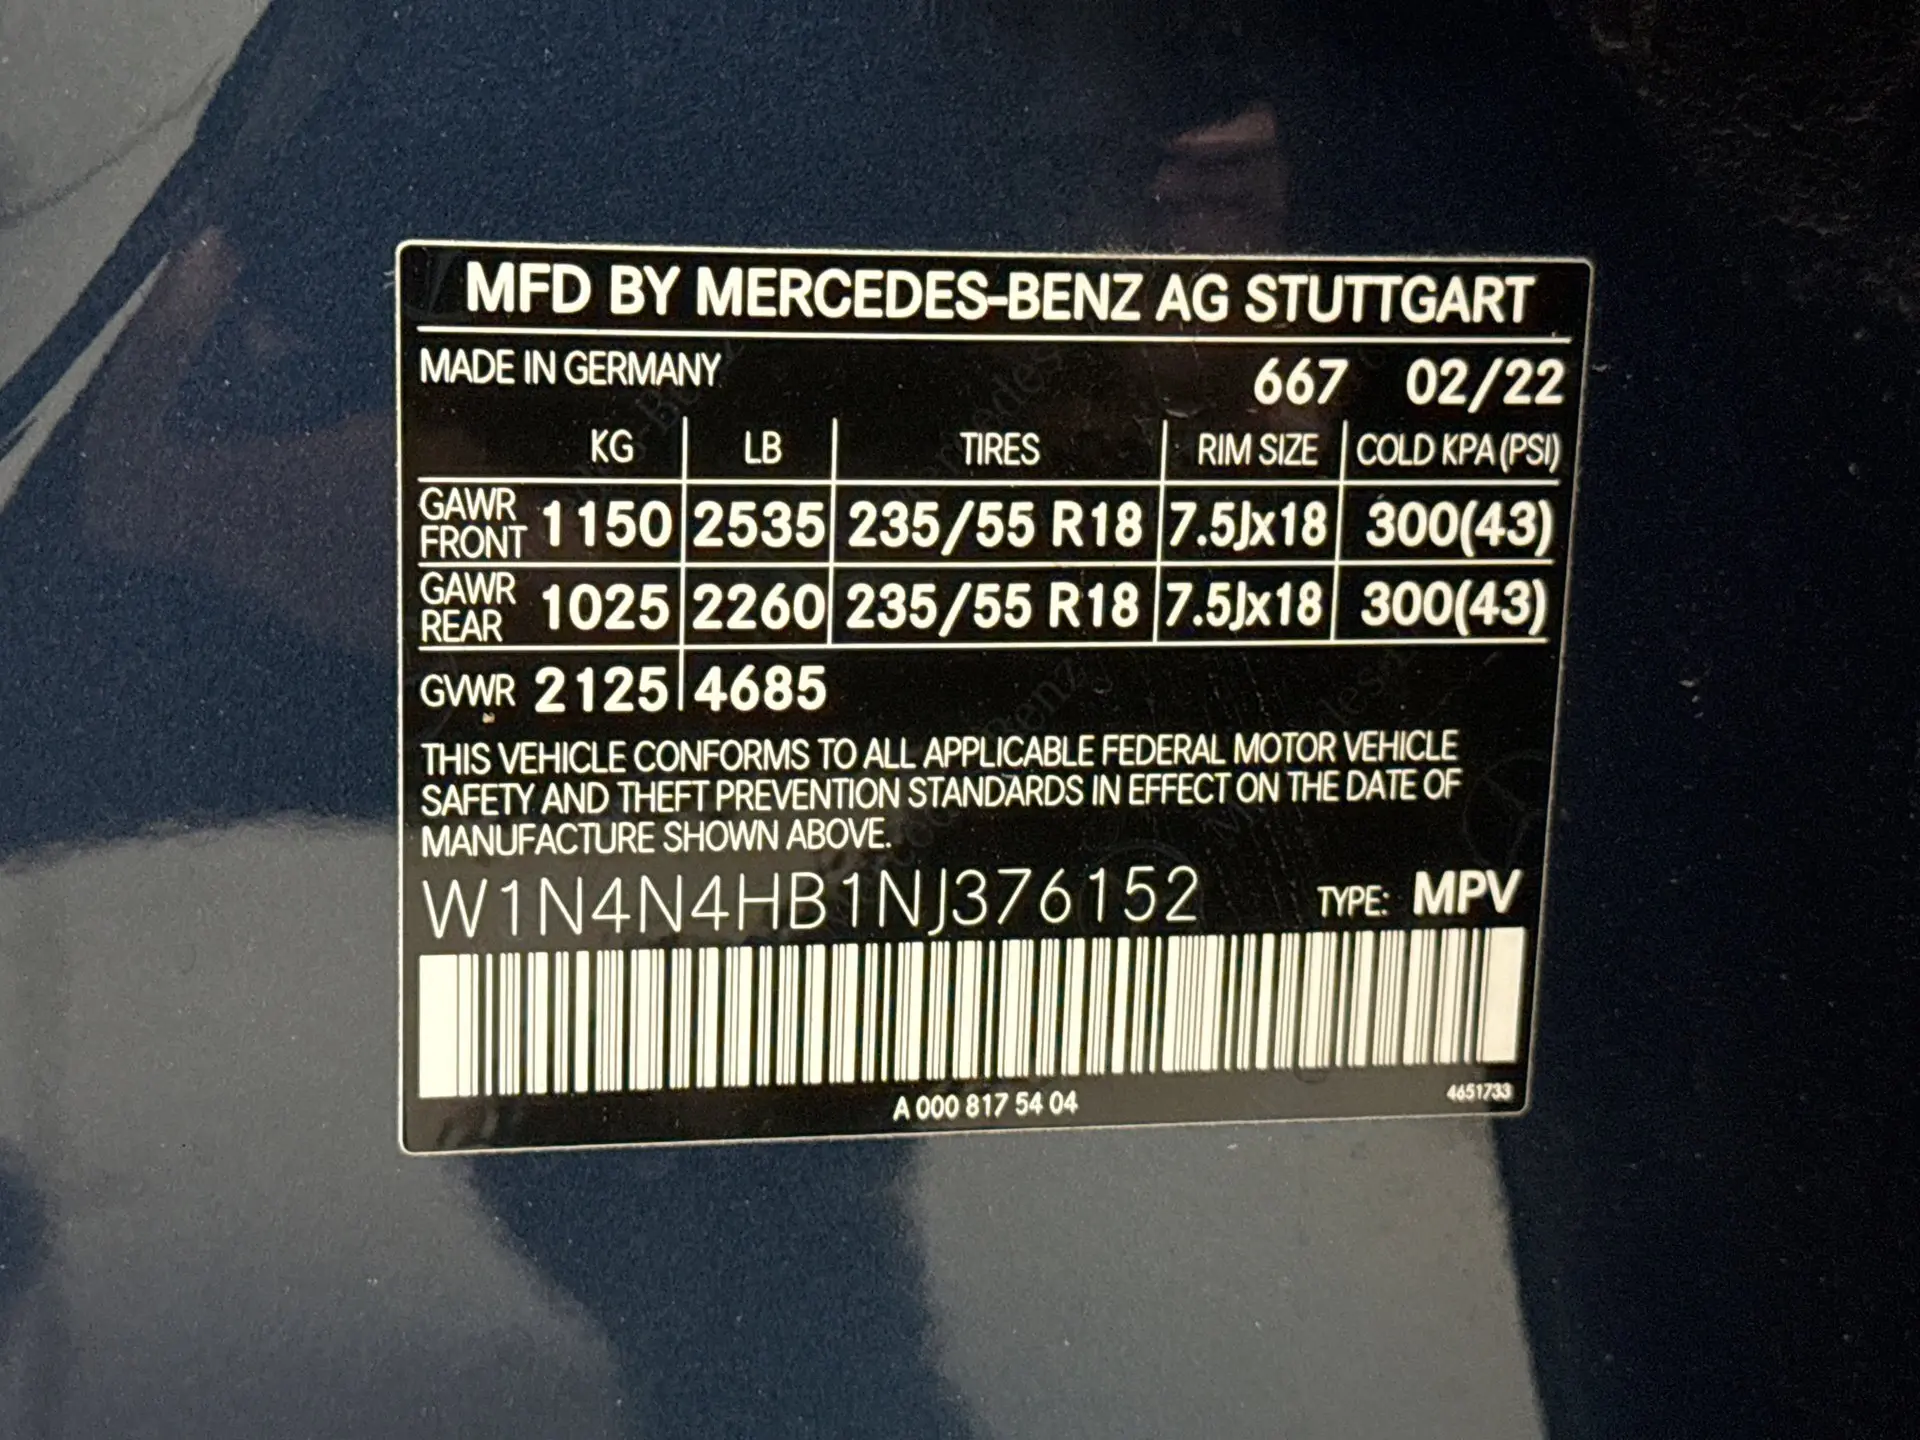 MFD BY MERCEDES-BENZ AG STUTTGART
MADE IN GERMANY 667 02/22
KG LB TIRES RIM SIZE COLD KPA (PSI)
GAWR FRONT 1150 2535 235/55 R18 7.5Jx18 300(43)
GAWR REAR 1025 2260 235/55 R18 7.5Jx18 300(43)
GVWR 2125 4685
THIS VEHICLE CONFORMS TO ALL APPLICABLE FEDERAL MOTOR VEHICLE
SAFETY AND THEFT PREVENTION STANDARDS IN EFFECT ON THE DATE OF
MANUFACTURE SHOWN ABOVE.
W1N4N4HB1NJ376152 TYPE: MPV
A 000 817 54 04 4651733